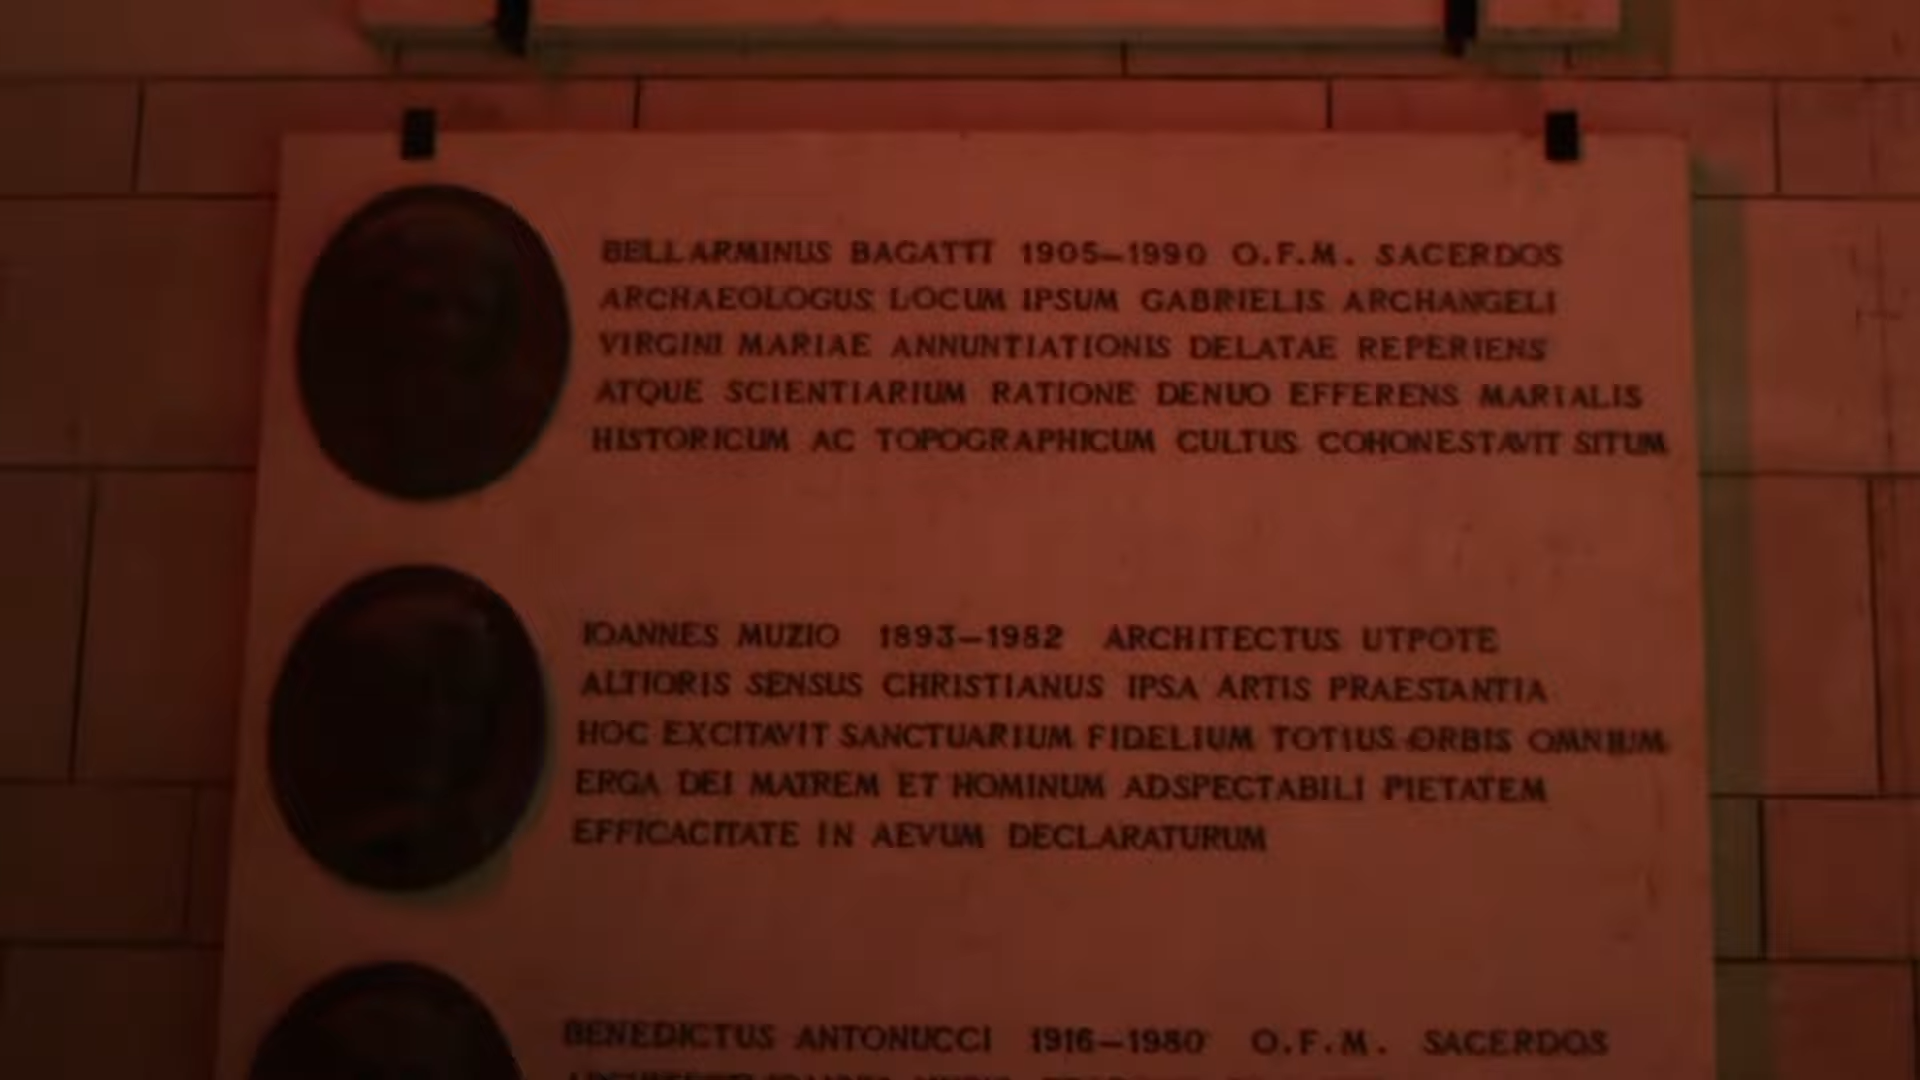 BELLARMINUS BAGATTI 1905–1990 O.F.M. SACERDOS
ARCHAEOLOGUS LOCUM IPSUM GABRIELIS ARCHANGELI
VIRGINI MARIAE ANNUNTIATIONIS DELATAE REPERIENS
ATQUE SCIENTIARIUM RATIONE DENUO EFFERENS MARIALIS
HISTORICUM AC TOPOGRAPHICUM CULTUS COHONESTAVIT SITUM
IOANNES MUZIO 1893–1982 ARCHITECTUS UTPOTE
ALTIORIS SENSUS CHRISTIANUS IPSA ARTIS PRAESTANTIA
HOC EXCITAVIT SANCTUARIUM FIDELIUM TOTIUS ORBIS OMNIUM
ERGA DEI MATREM ET HOMINUM ADSPECTABILI PIETATEM
EFFICACITATE IN AEVUM DECLARATURUM
BENEDICTUS ANTONUCCI 1916–1980 O.F.M. SACERDOS